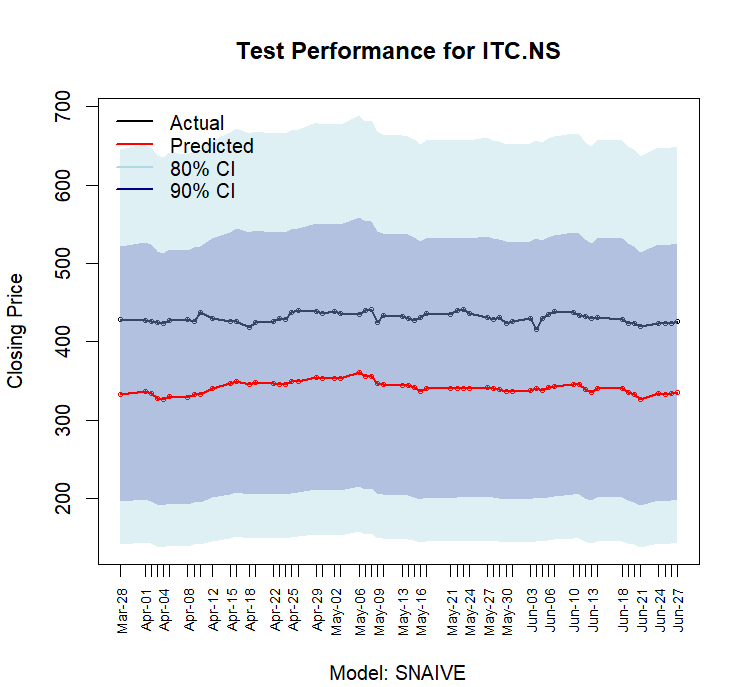 Test Performance for ITC.NS
Actual
Predicted
80% CI
90% CI
Closing Price
700
600
500
400
300
200
Mar-28
Apr-01
Apr-04
Apr-08
Apr-12
Apr-15
Apr-18
Apr-22
Apr-25
Apr-29
May-02
May-06
May-09
May-13
May-16
May-21
May-24
May-27
May-30
Jun-03
Jun-06
Jun-10
Jun-13
Jun-18
Jun-21
Jun-24
Jun-27
Model: SNAIVE